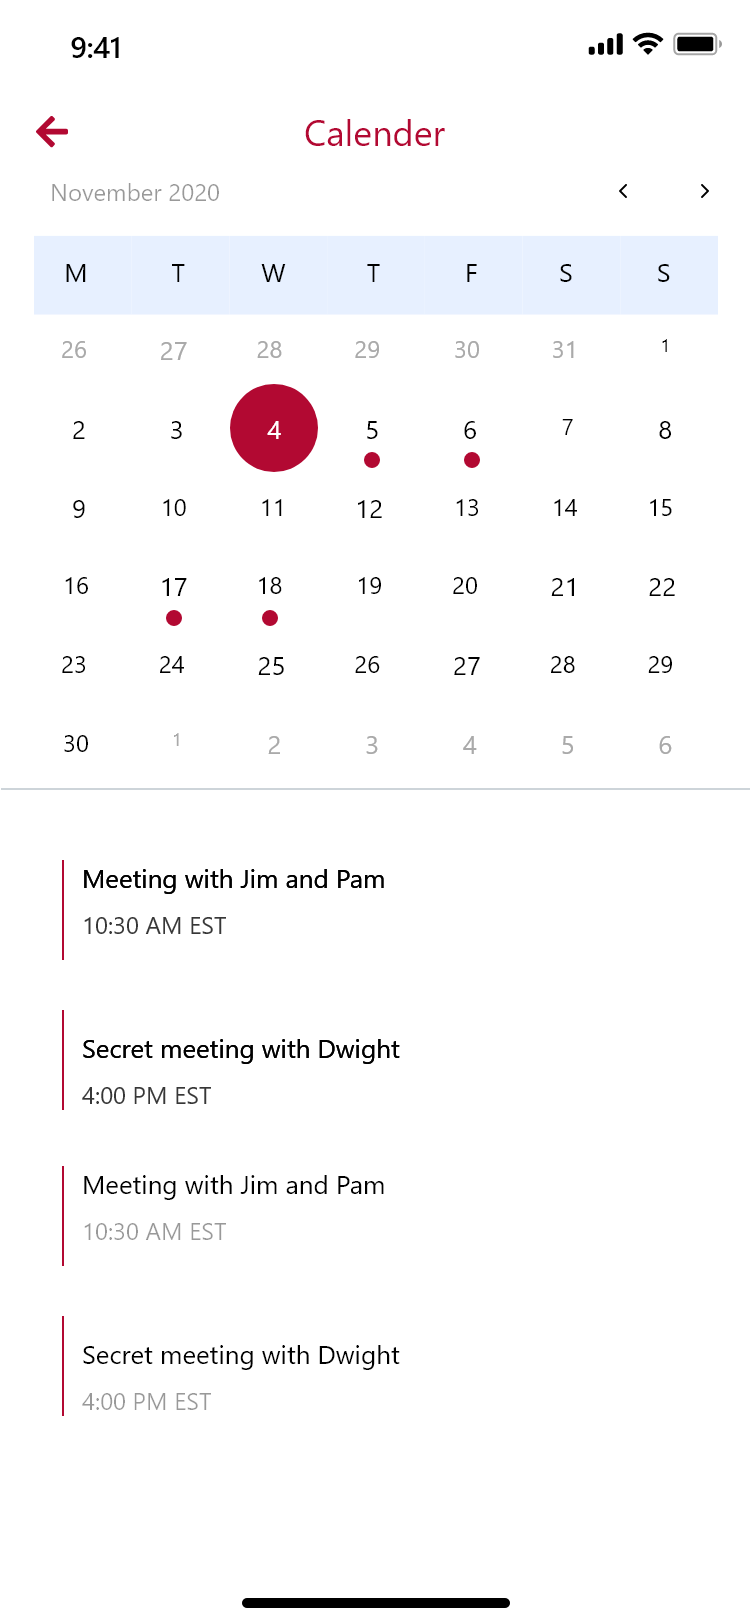 9:41
Calender
November 2020
M T W T F S S
26 27 28 29 30 31 1
2 3 4 5 6 7 8
9 10 11 12 13 14 15
16 17 18 19 20 21 22
23 24 25 26 27 28 29
30 1 2 3 4 5 6
Meeting with Jim and Pam
10:30 AM EST
Secret meeting with Dwight
4:00 PM EST
Meeting with Jim and Pam
10:30 AM EST
Secret meeting with Dwight
4:00 PM EST